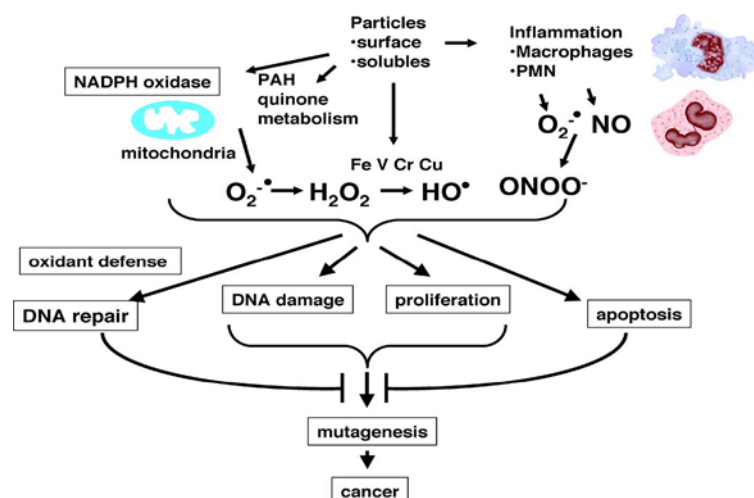 Particles
•surface
•solubles
Inflammation
•Macrophages
•PMN
NADPH oxidase
PAH
quinone
metabolism
mitochondria
O₂⁻• NO
Fe V Cr Cu
O₂⁻• H₂O₂ HO• ONOO⁻
oxidant defense
DNA repair
DNA damage
proliferation
apoptosis
mutagenesis
cancer